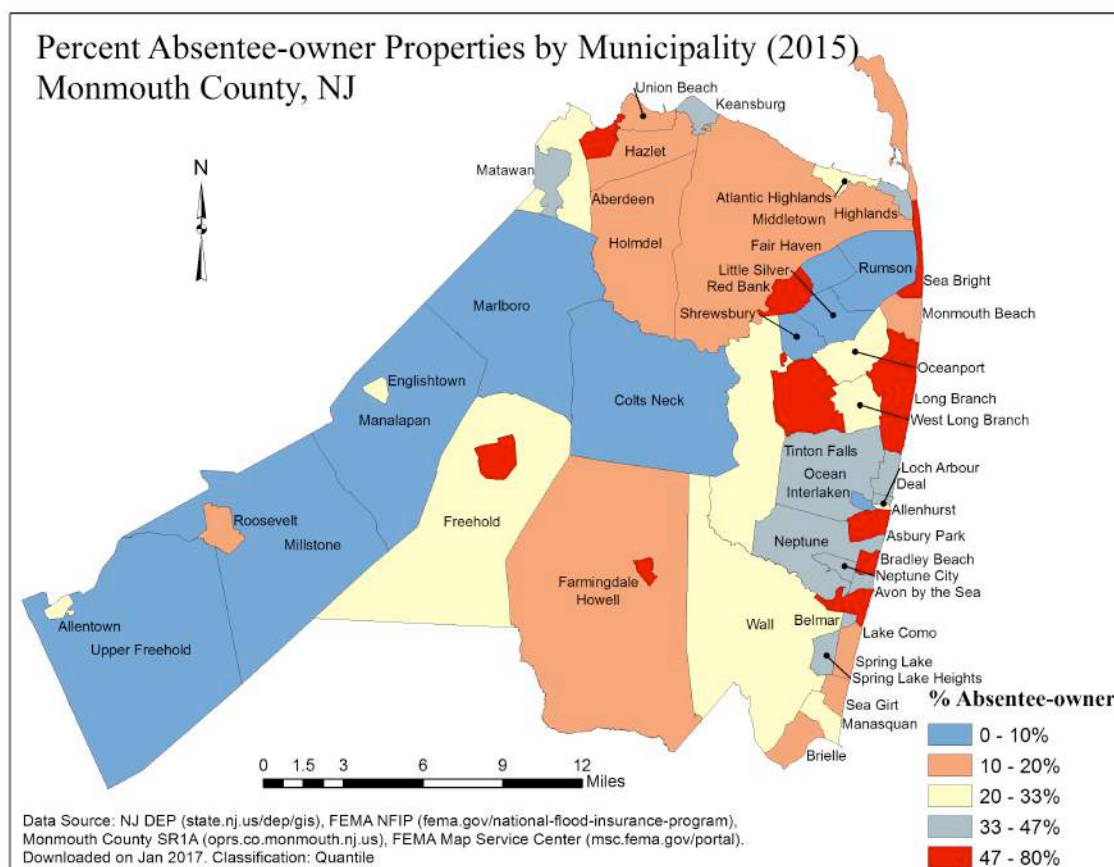 Percent Absentee-owner Properties by Municipality (2015)
Monmouth County, NJ
Union Beach
Keansburg
N
Matawan
Hazlet
Aberdeen
Atlantic Highlands
Middletown
Highlands
Holmdel
Fair Haven
Little Silver
Rumson
Red Bank
Sea Bright
Marlboro
Shrewsbury
Monmouth Beach
Oceanport
Englishtown
Colts Neck
Long Branch
Manalapan
West Long Branch
Tinton Falls
Loch Arbour
Ocean
Deal
Interlaken
Allenhurst
Roosevelt
Freehold
Asbury Park
Millstone
Neptune
Bradley Beach
Neptune City
Farmingdale
Avon by the Sea
Howell
Allentown
Wall
Belmar
Lake Como
Upper Freehold
Spring Lake
Spring Lake Heights
Sea Girt
Manasquan
Brielle
% Absentee-owner
0 - 10%
10 - 20%
20 - 33%
33 - 47%
47 - 80%
0 1.5 3 6 9 12
Miles
Data Source: NJ DEP (state.nj.us/dep/gis), FEMA NFIP (fema.gov/national-flood-insurance-program),
Monmouth County SR1A (oprs.co.monmouth.nj.us), FEMA Map Service Center (msc.fema.gov/portal).
Downloaded on Jan 2017. Classification: Quantile